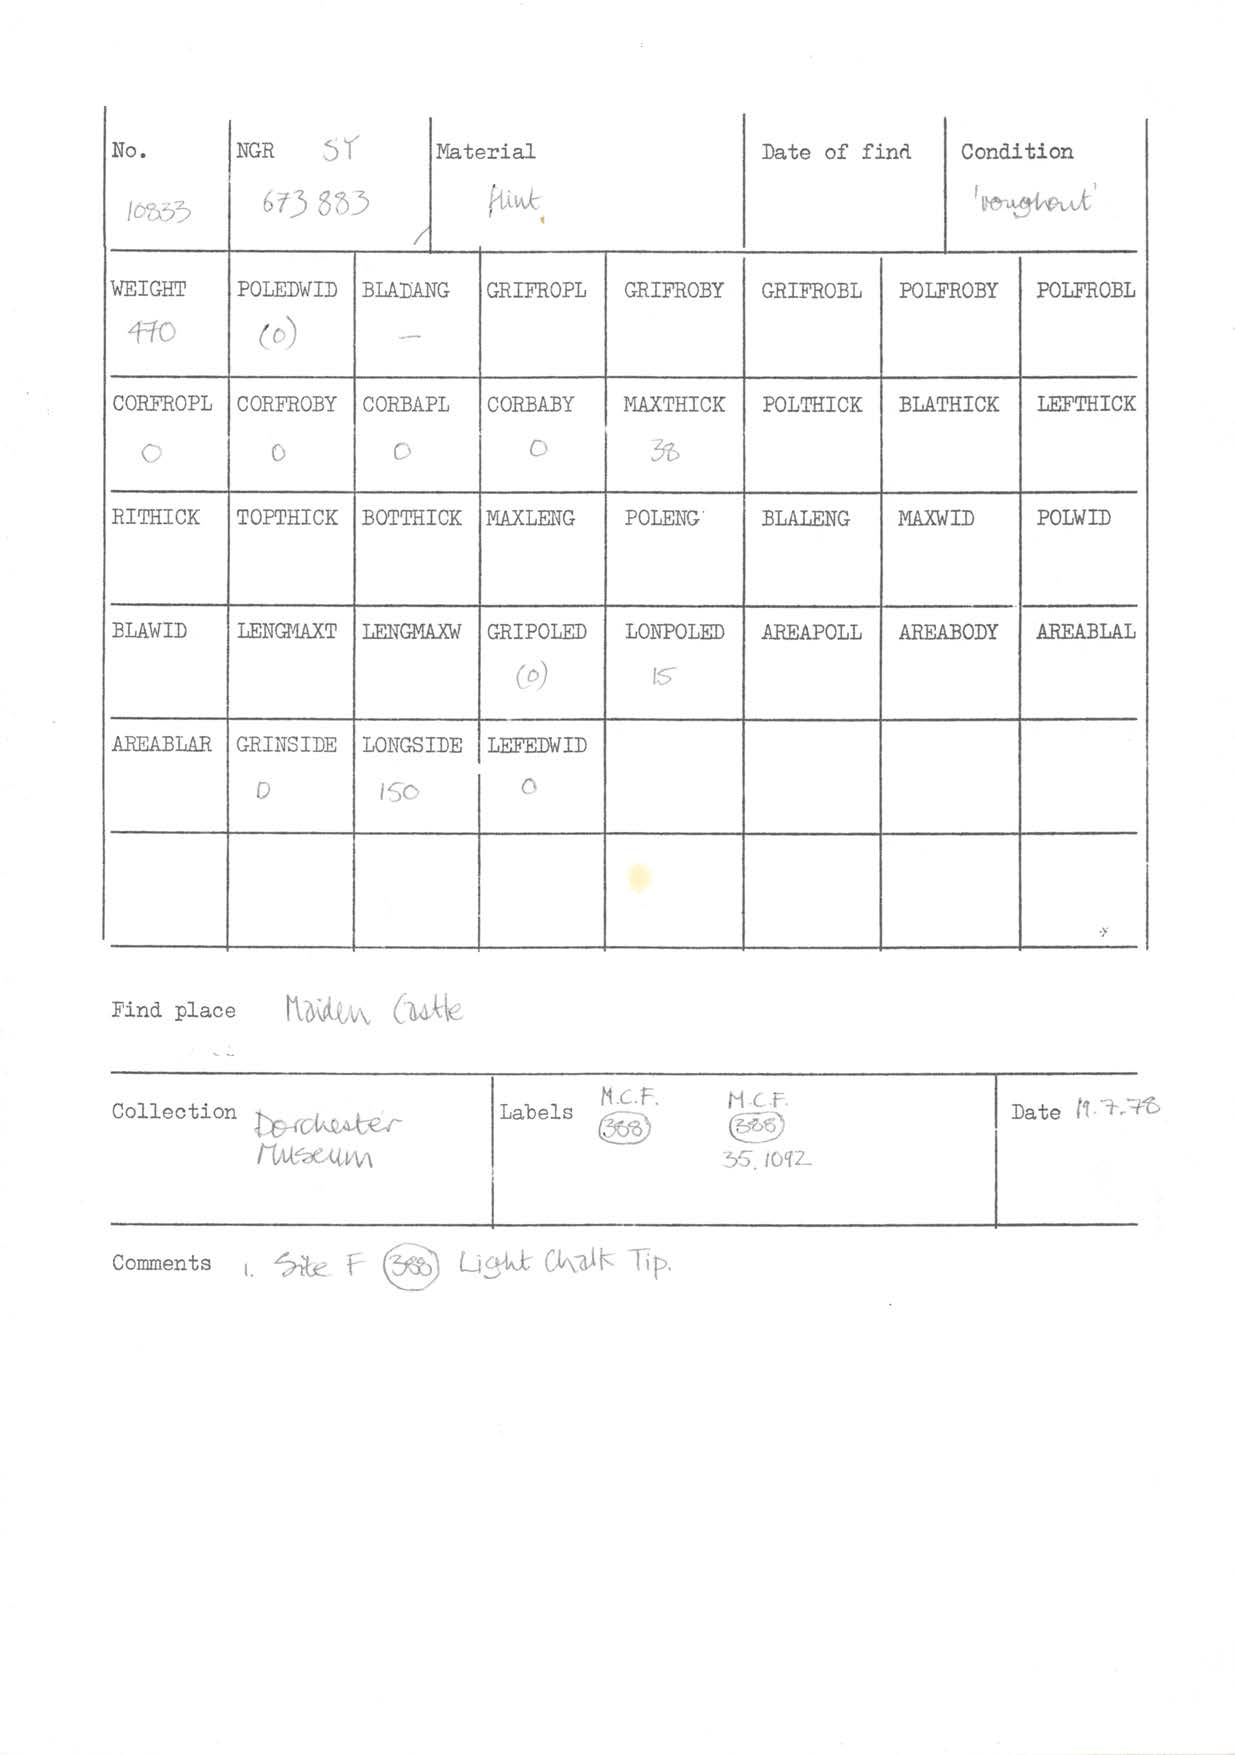 No. NGR SY Material Date of find Condition
10833 673 883 flint 'roughout'
WEIGHT POLEDWID BLADANG GRIFROPL GRIFROBY GRIFROBL POLFROBY POLFROBL
470 (0) —
CORFROPL CORFROBY CORBAPL CORBABY MAXTHICK POLTHICK BLATHICK LEFTHICK
0 0 0 0 38
RITHICK TOPTHICK BOTTHICK MAXLENG POLENG BLALENG MAXWID POLWID
BLAWID LENGMAXT LENGMAXW GRIPOLED LONPOLED AREAPOLL AREABODY AREABLAL
(0) 15
AREABLAR GRINSIDE LONGSIDE LEFEDWID
0 150 0
Find place Maiden Castle
Collection Dorchester Museum
Labels M.C.F. M.C.F.
388 388
35.1092
Date 19.7.78
Comments 1. Site F 388 Light Chalk Tip.